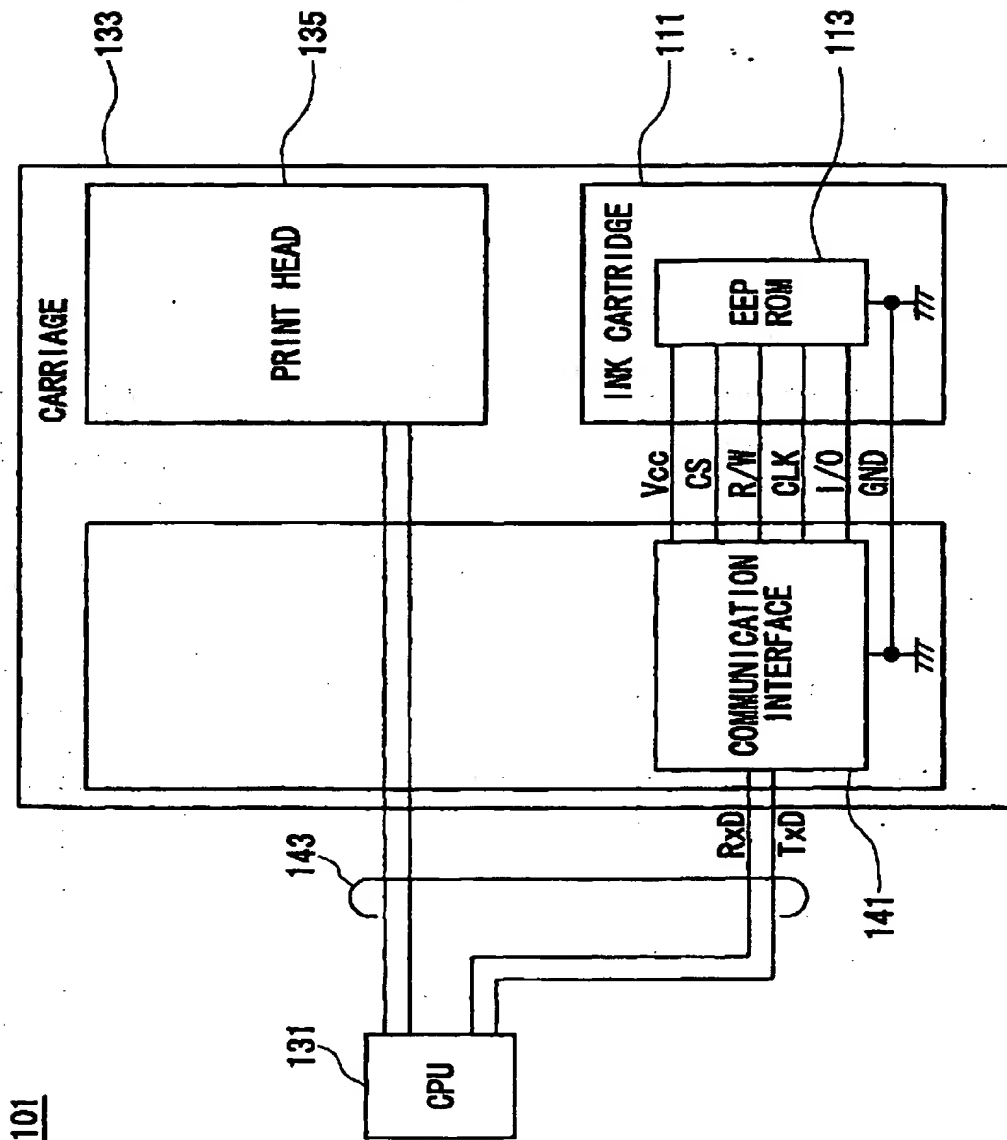 101
CARRIAGE
133
PRINT HEAD
135
143
131
CPU
INK CARTRIDGE
111
EEP
ROM
113
Vcc
CS
R/W
CLK
I/O
GND
COMMUNICATION
INTERFACE
RxD
TxD
141